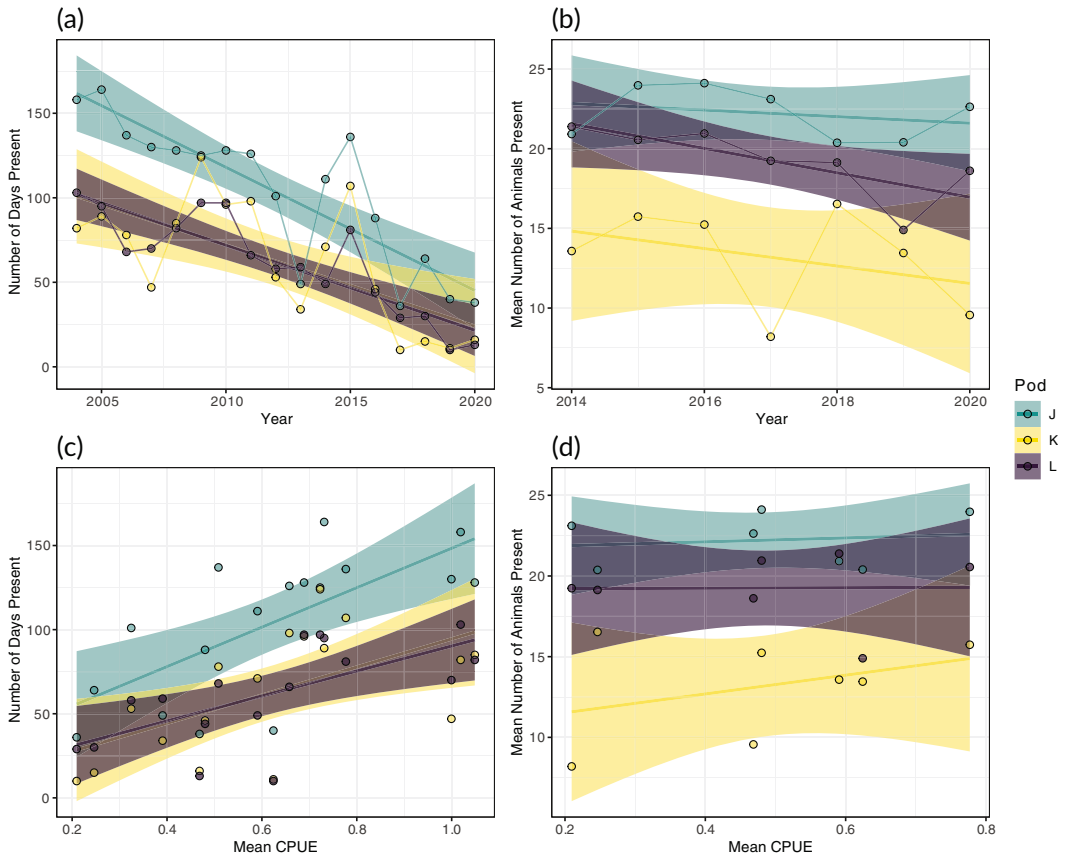 (a)
Number of Days Present
150
100
50
0
2005 2010 2015 2020
Year
(b)
Mean Number of Animals Present
25
20
15
10
5
2014 2016 2018 2020
Year
Pod
J
K
L
(c)
Number of Days Present
150
100
50
0
0.2 0.4 0.6 0.8 1.0
Mean CPUE
(d)
Mean Number of Animals Present
25
20
15
10
0.2 0.4 0.6 0.8
Mean CPUE